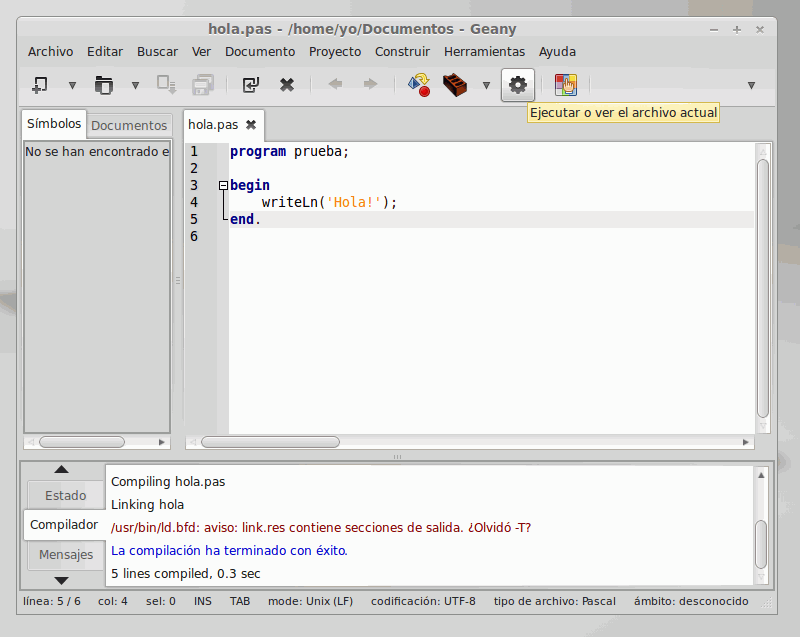 hola.pas - /home/yo/Documentos - Geany
Archivo Editar Buscar Ver Documento Proyecto Construir Herramientas Ayuda
Ejecutar o ver el archivo actual
Símbolos Documentos
hola.pas
No se han encontrado e
1 program prueba;
2
3 begin
4 writeLn('Hola!');
5 end.
6
Estado
Compilador
Mensajes
Compiling hola.pas
Linking hola
/usr/bin/ld.bfd: aviso: link.res contiene secciones de salida. ¿Olvidó -T?
La compilación ha terminado con éxito.
5 lines compiled, 0.3 sec
línea: 5 / 6 col: 4 sel: 0 INS TAB mode: Unix (LF) codificación: UTF-8 tipo de archivo: Pascal ámbito: desconocido